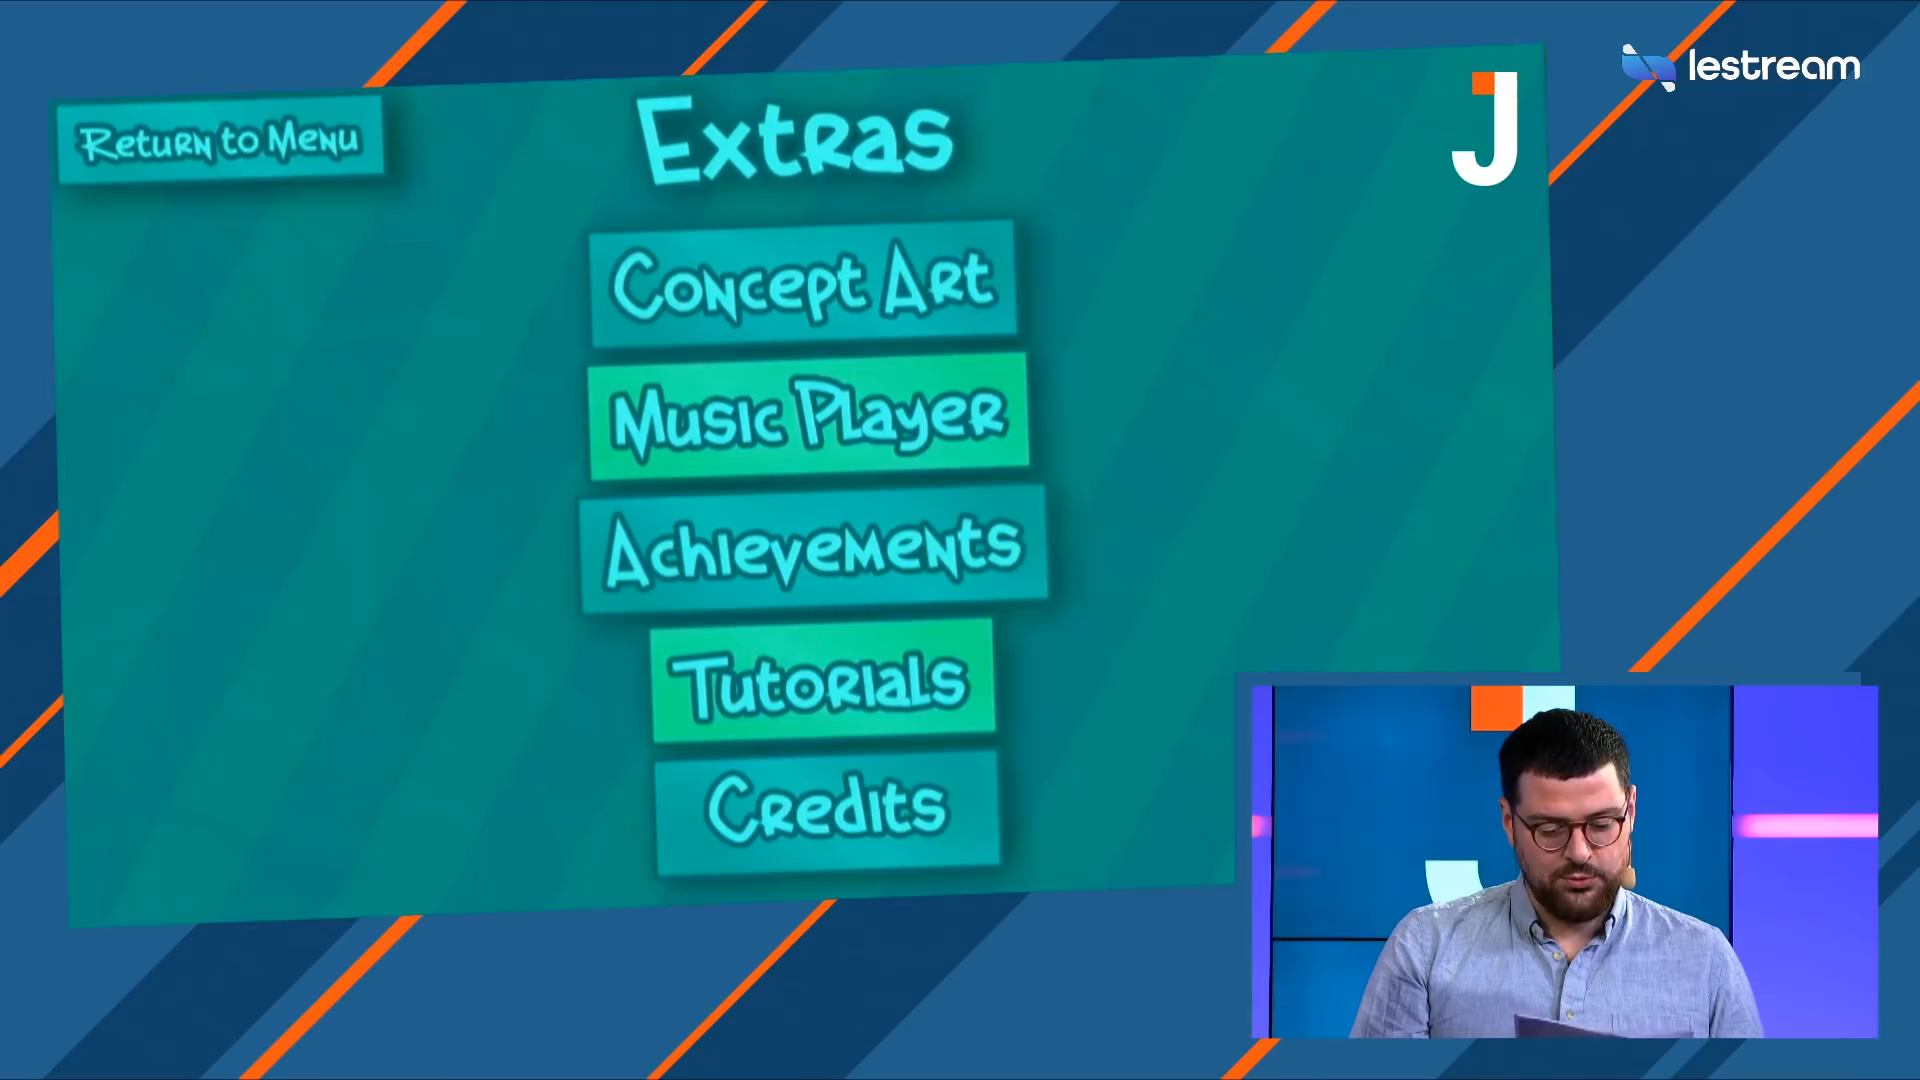 lestream
Return to Menu
Extras
J
Concept Art
Music Player
Achievements
Tutorials
Credits